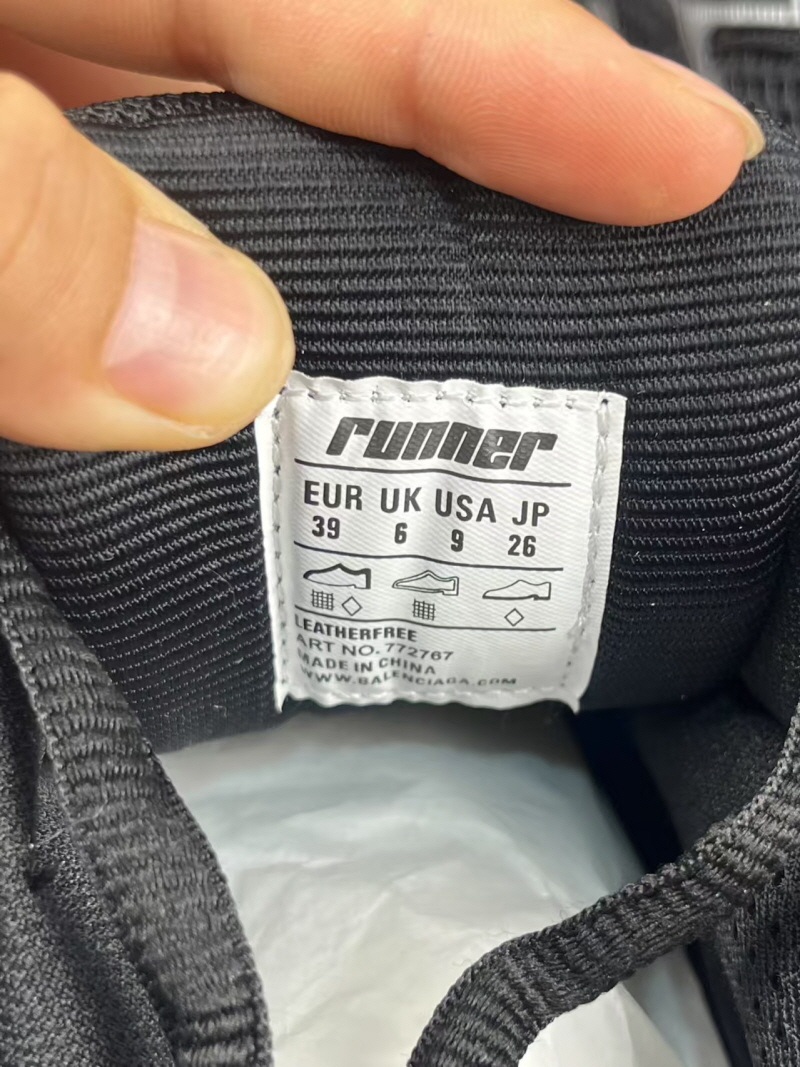 runner
EUR UK USA JP
39 6 9 26
LEATHERFREE
ART NO. 772767
MADE IN CHINA
WWW.BALENCIAGA.COM